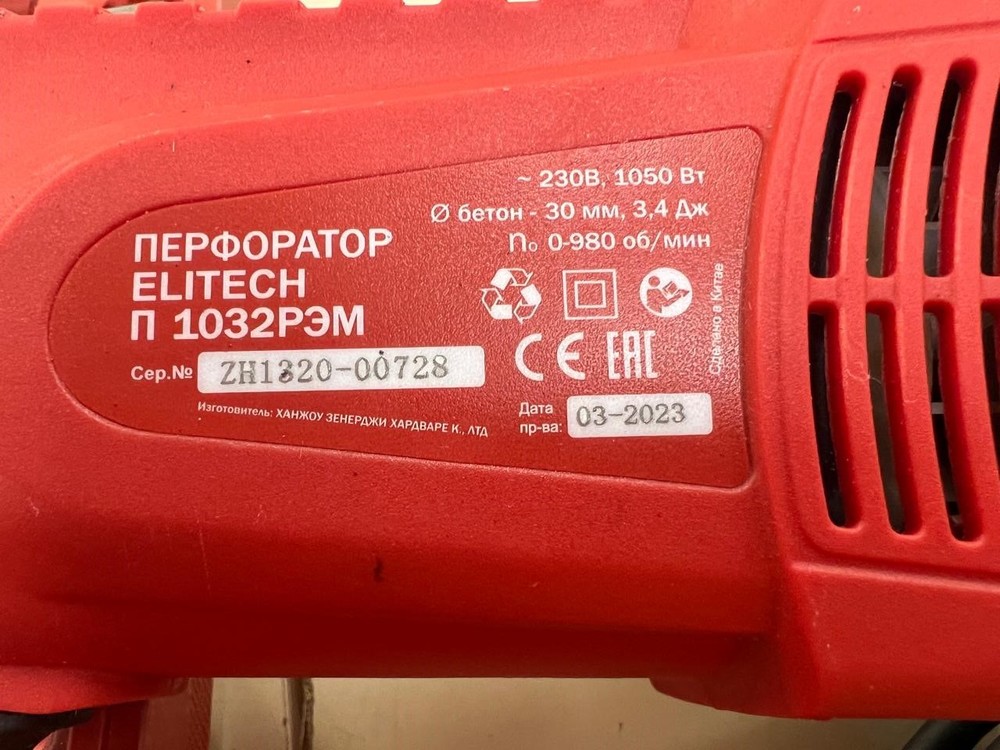 ~ 230В, 1050 Вт
Ø бетон - 30 мм, 3,4 Дж
n₀ 0-980 об/мин
ПЕРФОРАТОР
ELITECH
П 1032РЭМ
Сер.№ ZH1320-00728
Изготовитель: ХАНЖОУ ЗЕНЕРДЖИ ХАРДВАРЕ К., ЛТД
CE EAC
Дата
пр-ва: 03-2023
Сделано в Китае